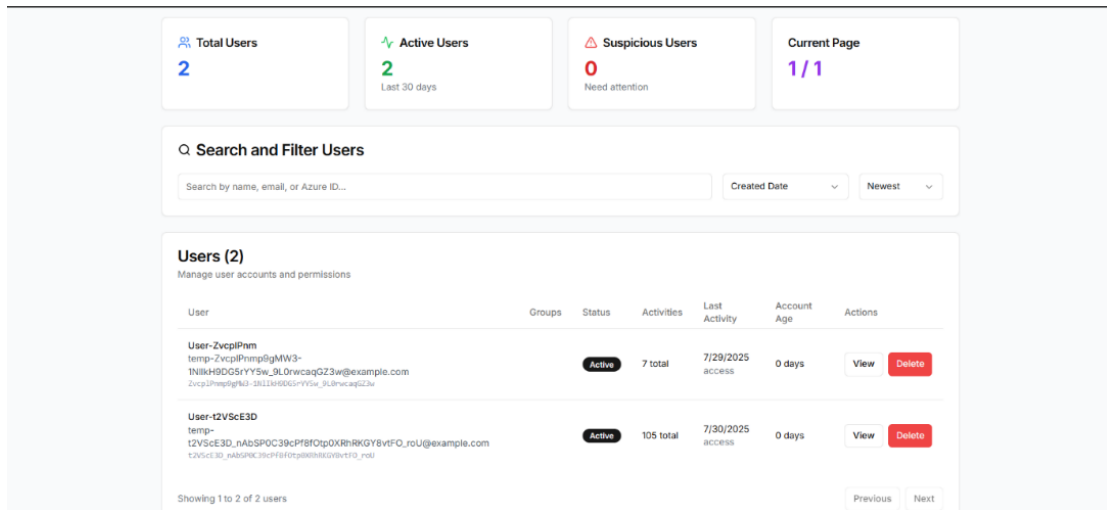 Total Users
2
Active Users
2
Last 30 days
Suspicious Users
0
Need attention
Current Page
1 / 1
Search and Filter Users
Search by name, email, or Azure ID...
Created Date
Newest
Users (2)
Manage user accounts and permissions
User
Groups
Status
Activities
Last
Activity
Account
Age
Actions
User-ZvcplPnm
temp-ZvcplPnmp9gMW3-
1NIIkH9DG5rYY5w_9L0rwcaqGZ3w@example.com
Active
7 total
7/29/2025
access
0 days
View
Delete
User-t2VScE3D
temp-
t2VScE3D_nAbSP0C39cPf8fOtp0XRhRKGY8vtFO_roU@example.com
t2VScE3D_nAbSP0C39cPf8fOtp0XRhRKGY8vtFO_roU
Active
105 total
7/30/2025
access
0 days
View
Delete
Showing 1 to 2 of 2 users
Previous
Next